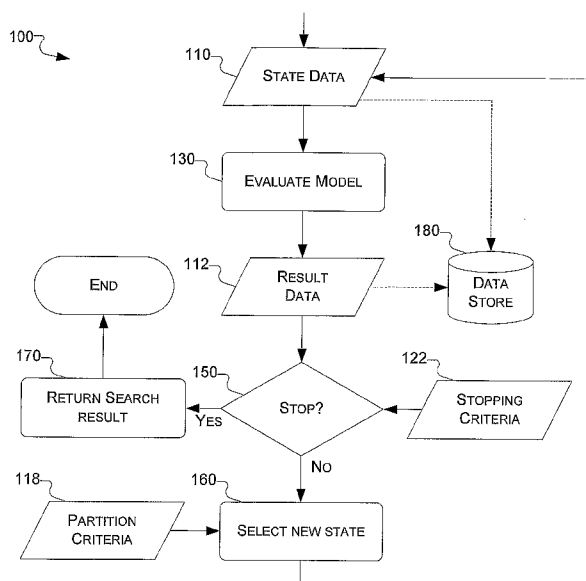 100
110
STATE DATA
130
EVALUATE MODEL
180
112
END
RESULT
DATA
DATA
STORE
170
150
122
RETURN SEARCH
RESULT
STOP?
STOPPING
CRITERIA
YES
NO
118
160
PARTITION
CRITERIA
SELECT NEW STATE